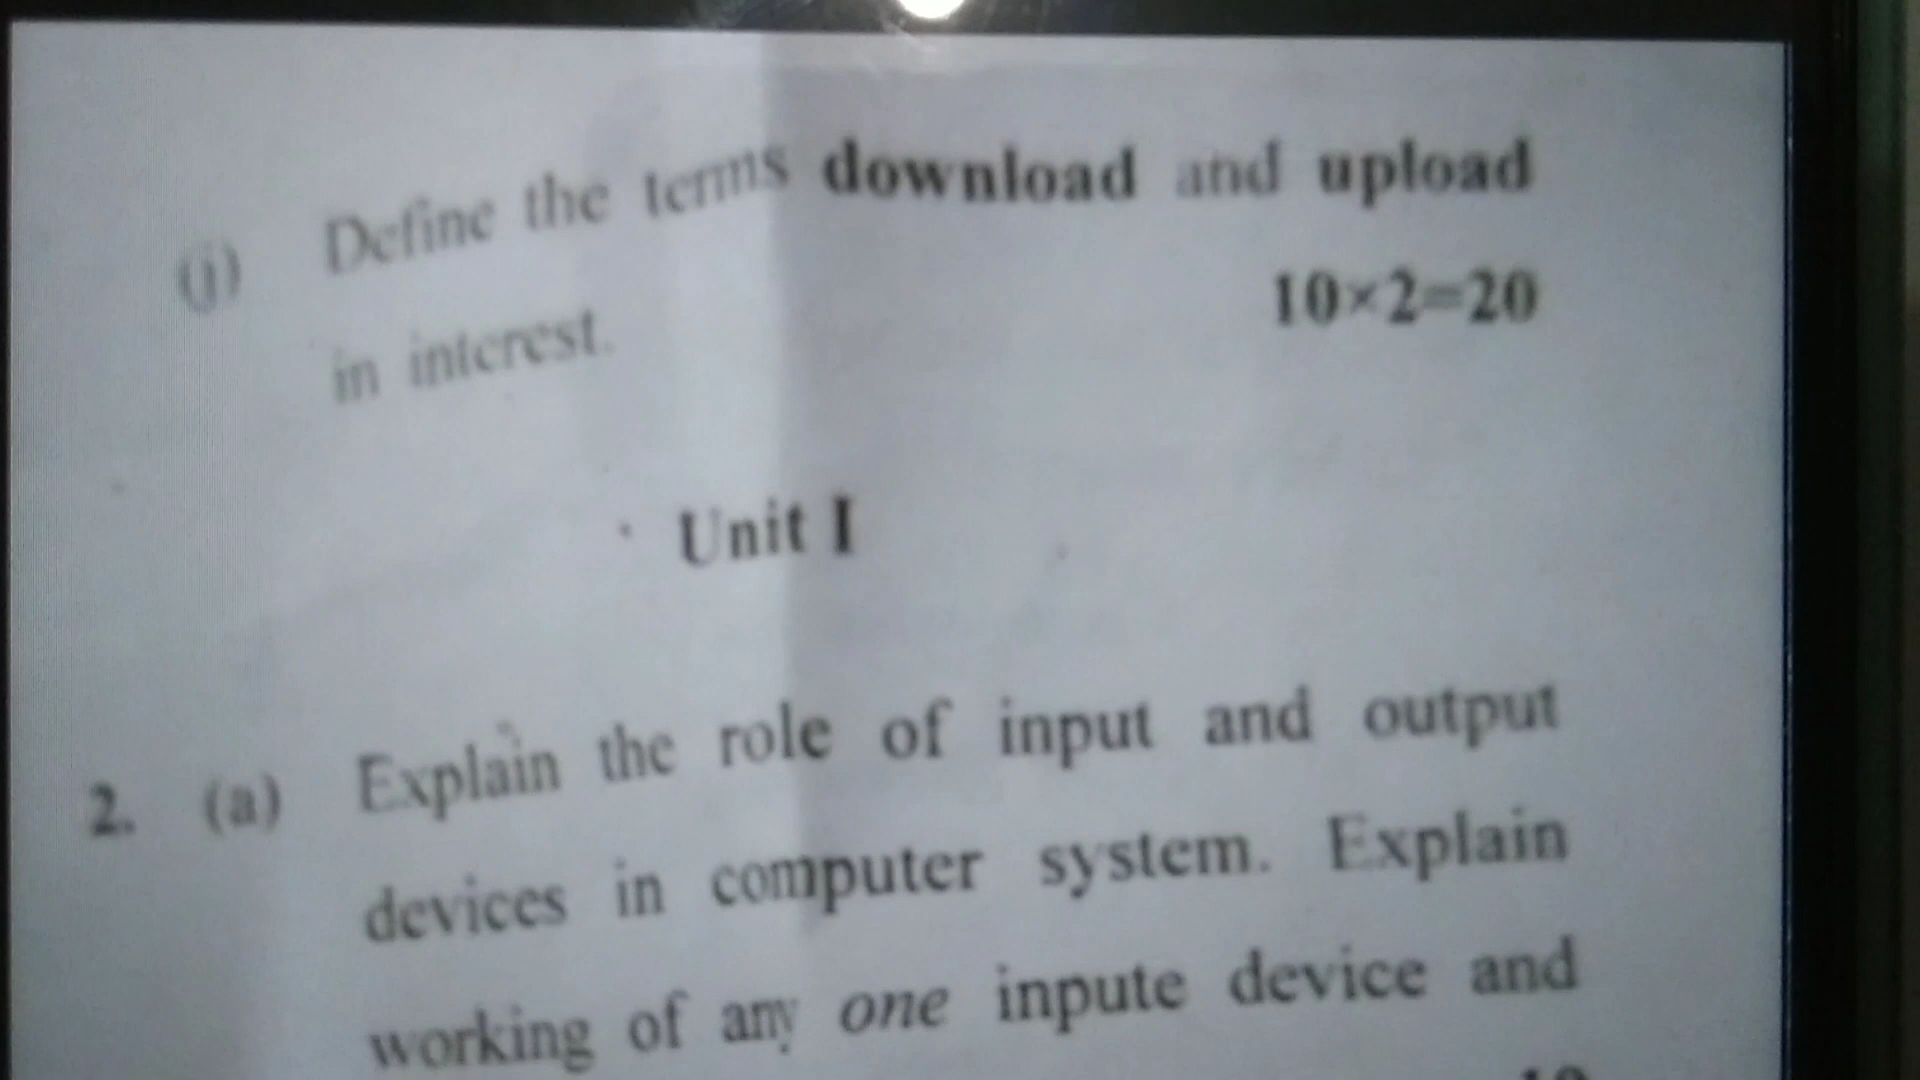 (j) Define the terms download and upload
in interest. 10×2=20
Unit I
2. (a) Explain the role of input and output
devices in computer system. Explain
working of any one inpute device and